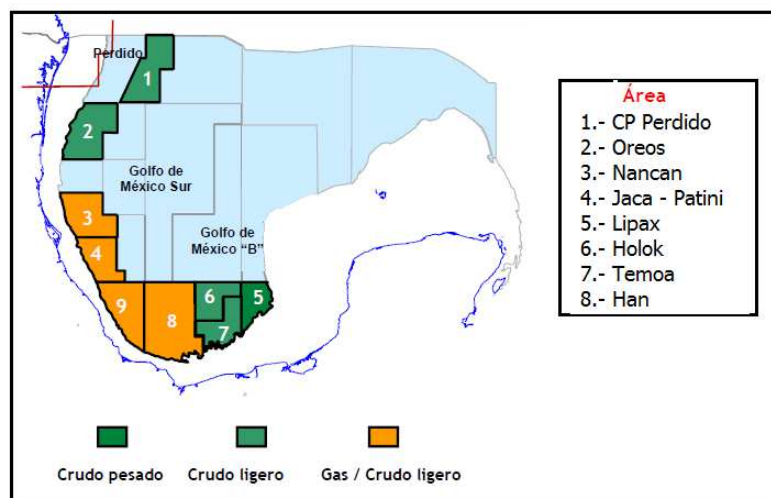 Perdido
1
2
Golfo de
México Sur
3
Golfo de
México “B”
4
9
8
6
5
7
Área
1.- CP Perdido
2.- Oreos
3.- Nancan
4.- Jaca - Patini
5.- Lipax
6.- Holok
7.- Temoa
8.- Han
Crudo pesado
Crudo ligero
Gas / Crudo ligero